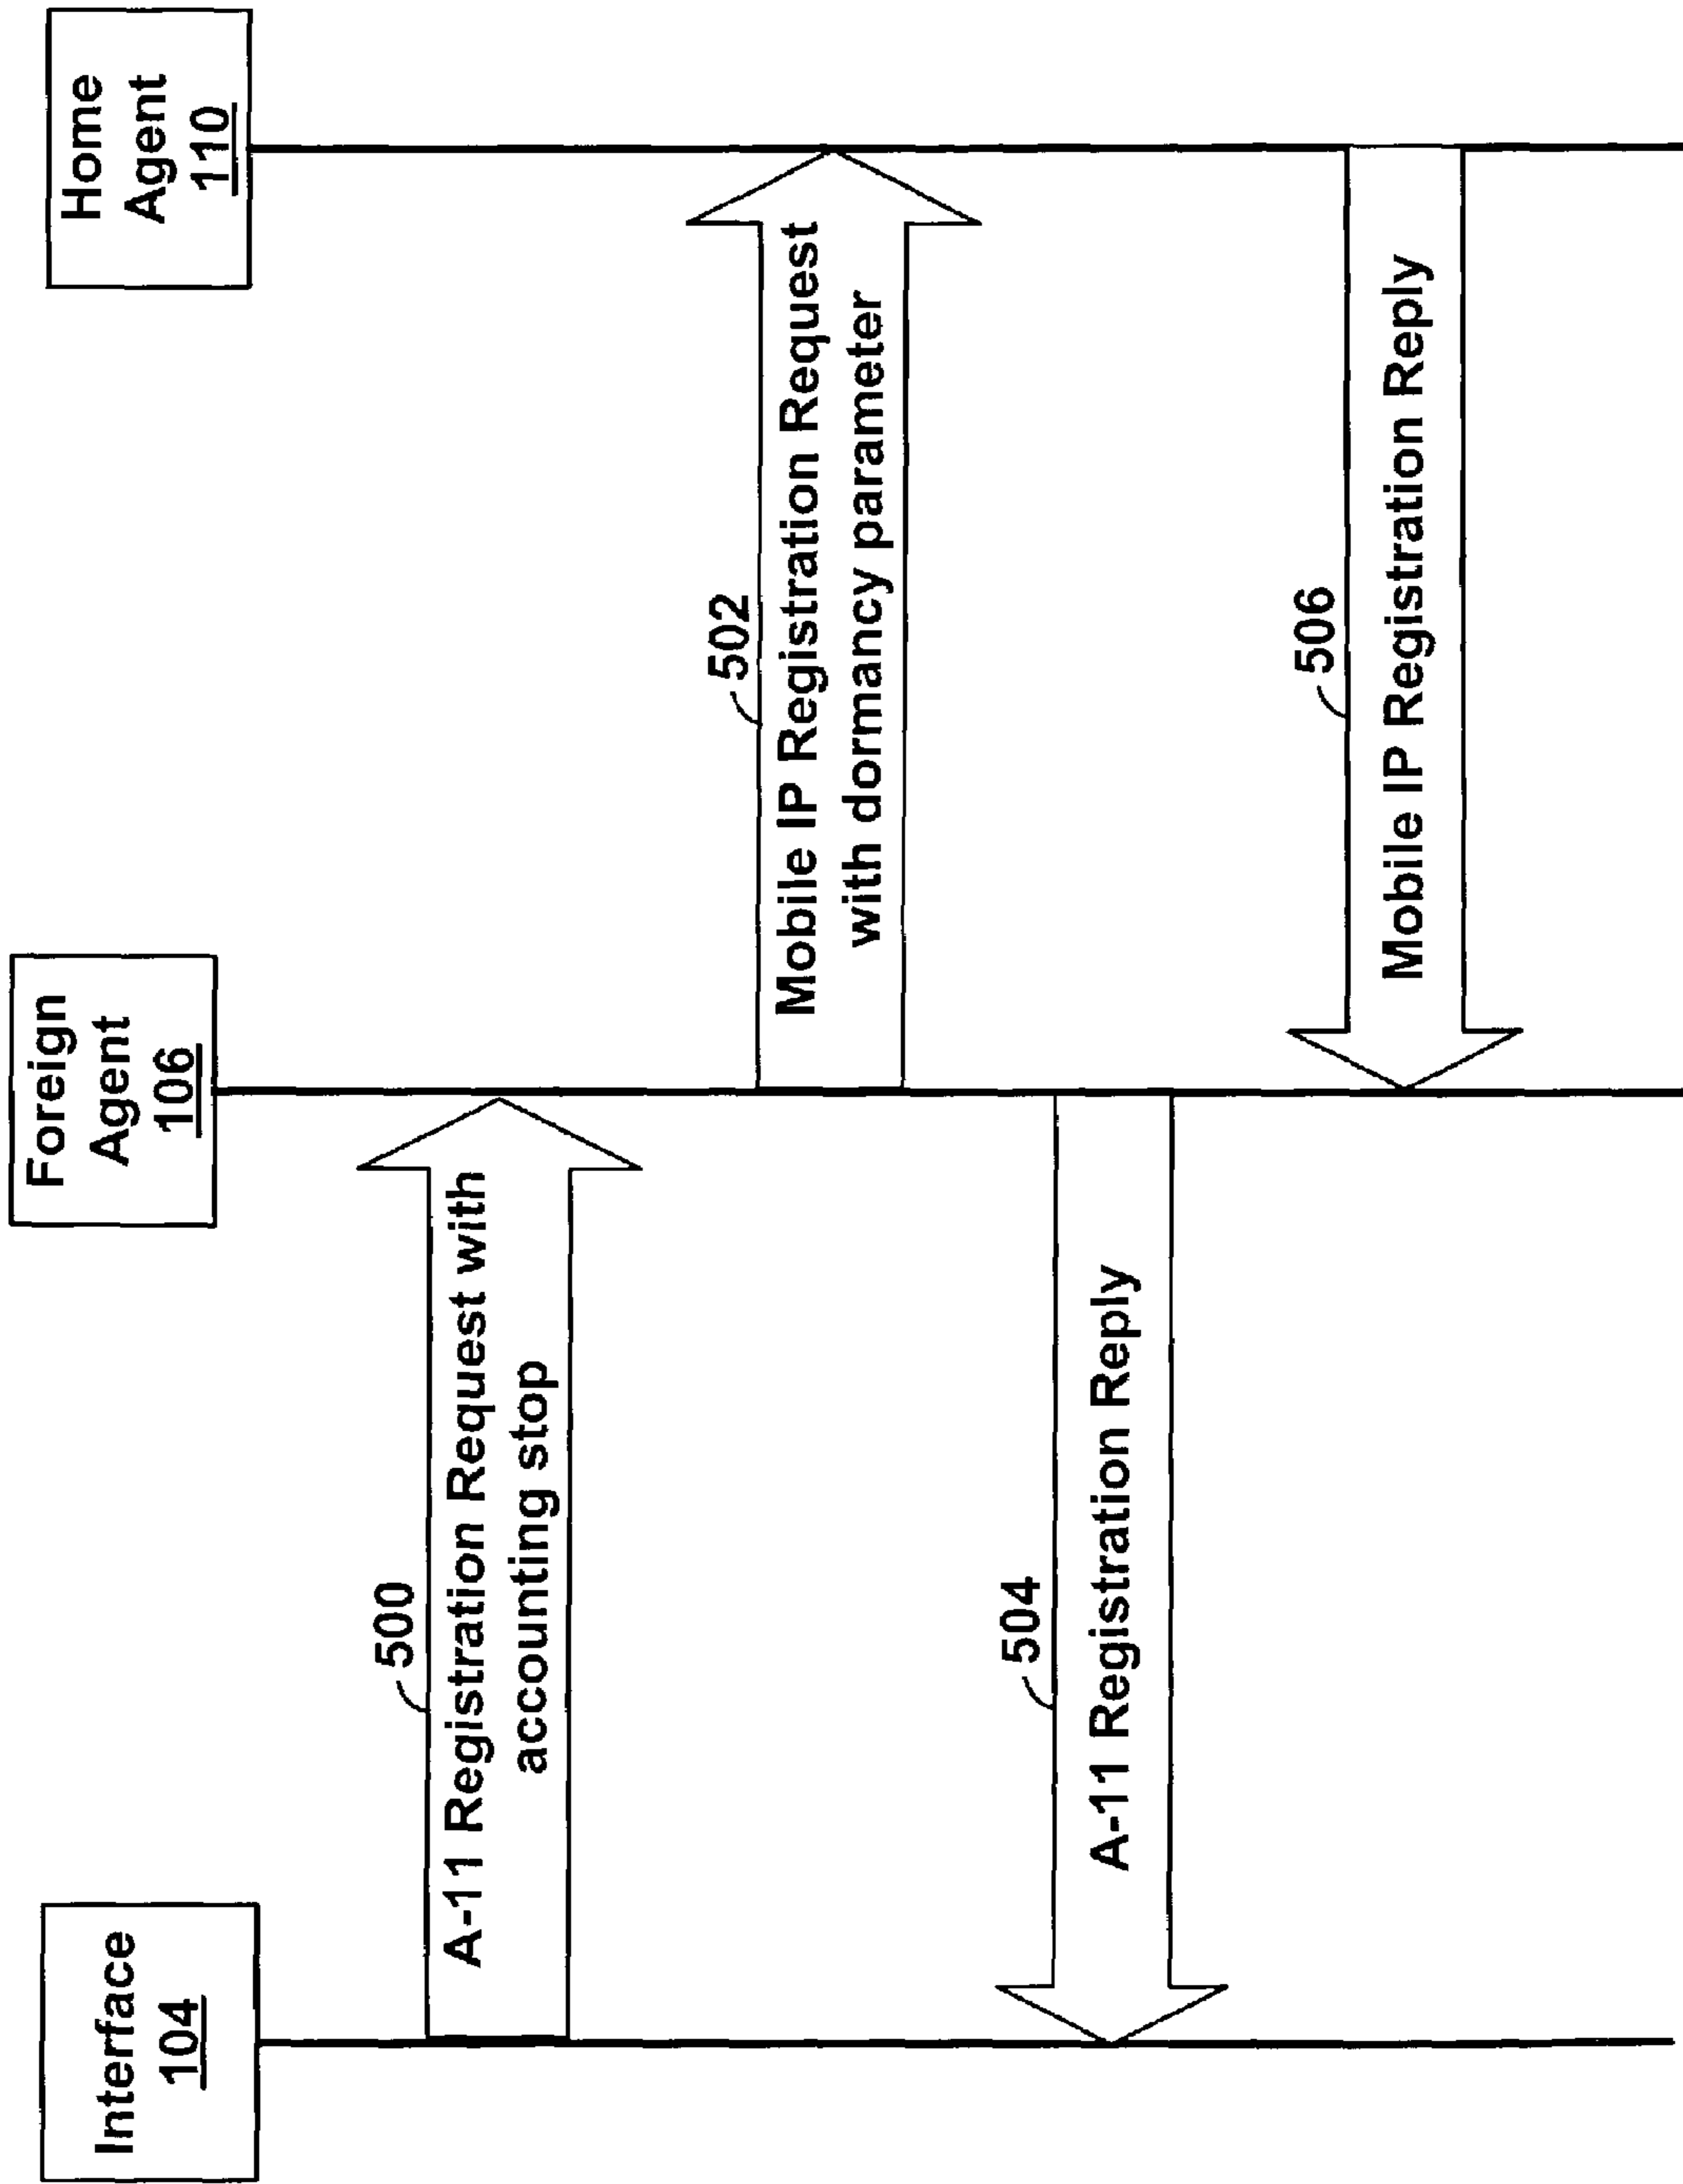 Interface
104
Foreign
Agent
106
Home
Agent
110
500
A-11 Registration Request with
accounting stop
502
Mobile IP Registration Request
with dormancy parameter
504
A-11 Registration Reply
506
Mobile IP Registration Reply